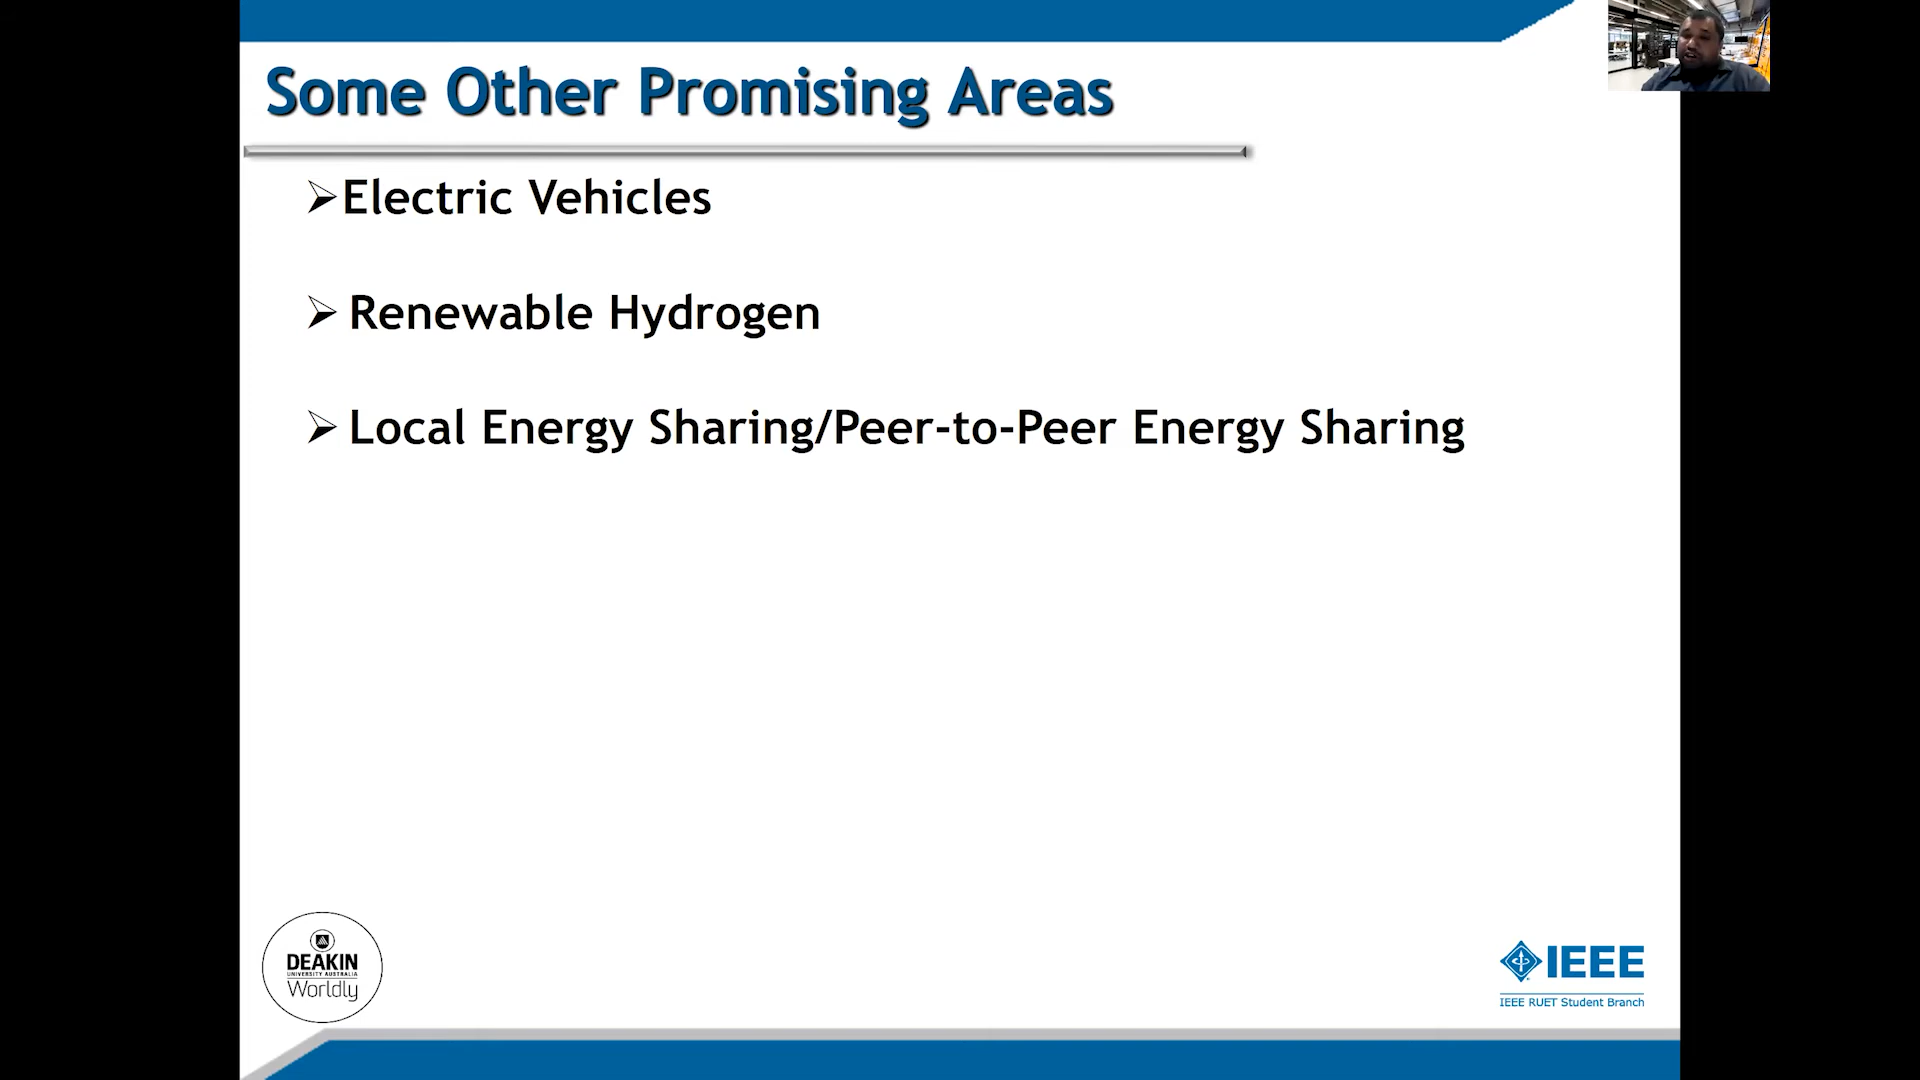 Some Other Promising Areas
➢Electric Vehicles
➢ Renewable Hydrogen
➢ Local Energy Sharing/Peer-to-Peer Energy Sharing
DEAKIN
UNIVERSITY AUSTRALIA
Worldly
IEEE
IEEE RUET Student Branch